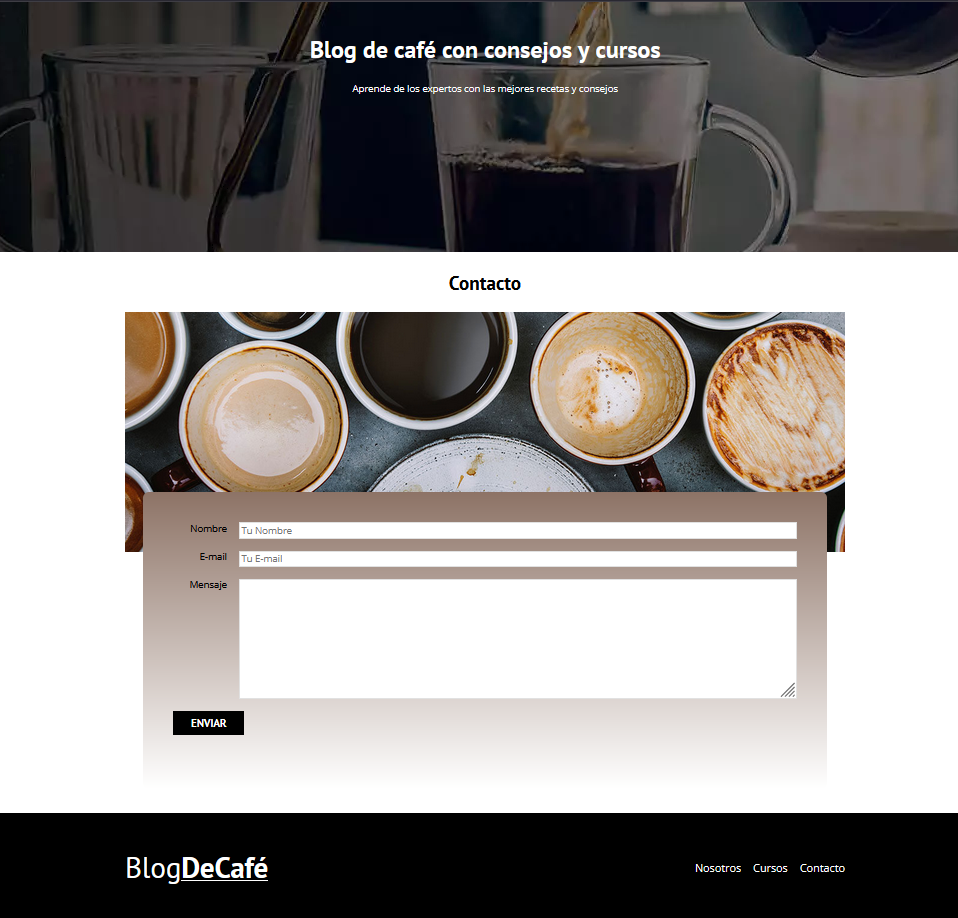 Blog de café con consejos y cursos
Aprende de los expertos con las mejores recetas y consejos
Contacto
Nombre
Tu Nombre
E-mail
Tu E-mail
Mensaje
ENVIAR
BlogDeCafé
Nosotros Cursos Contacto